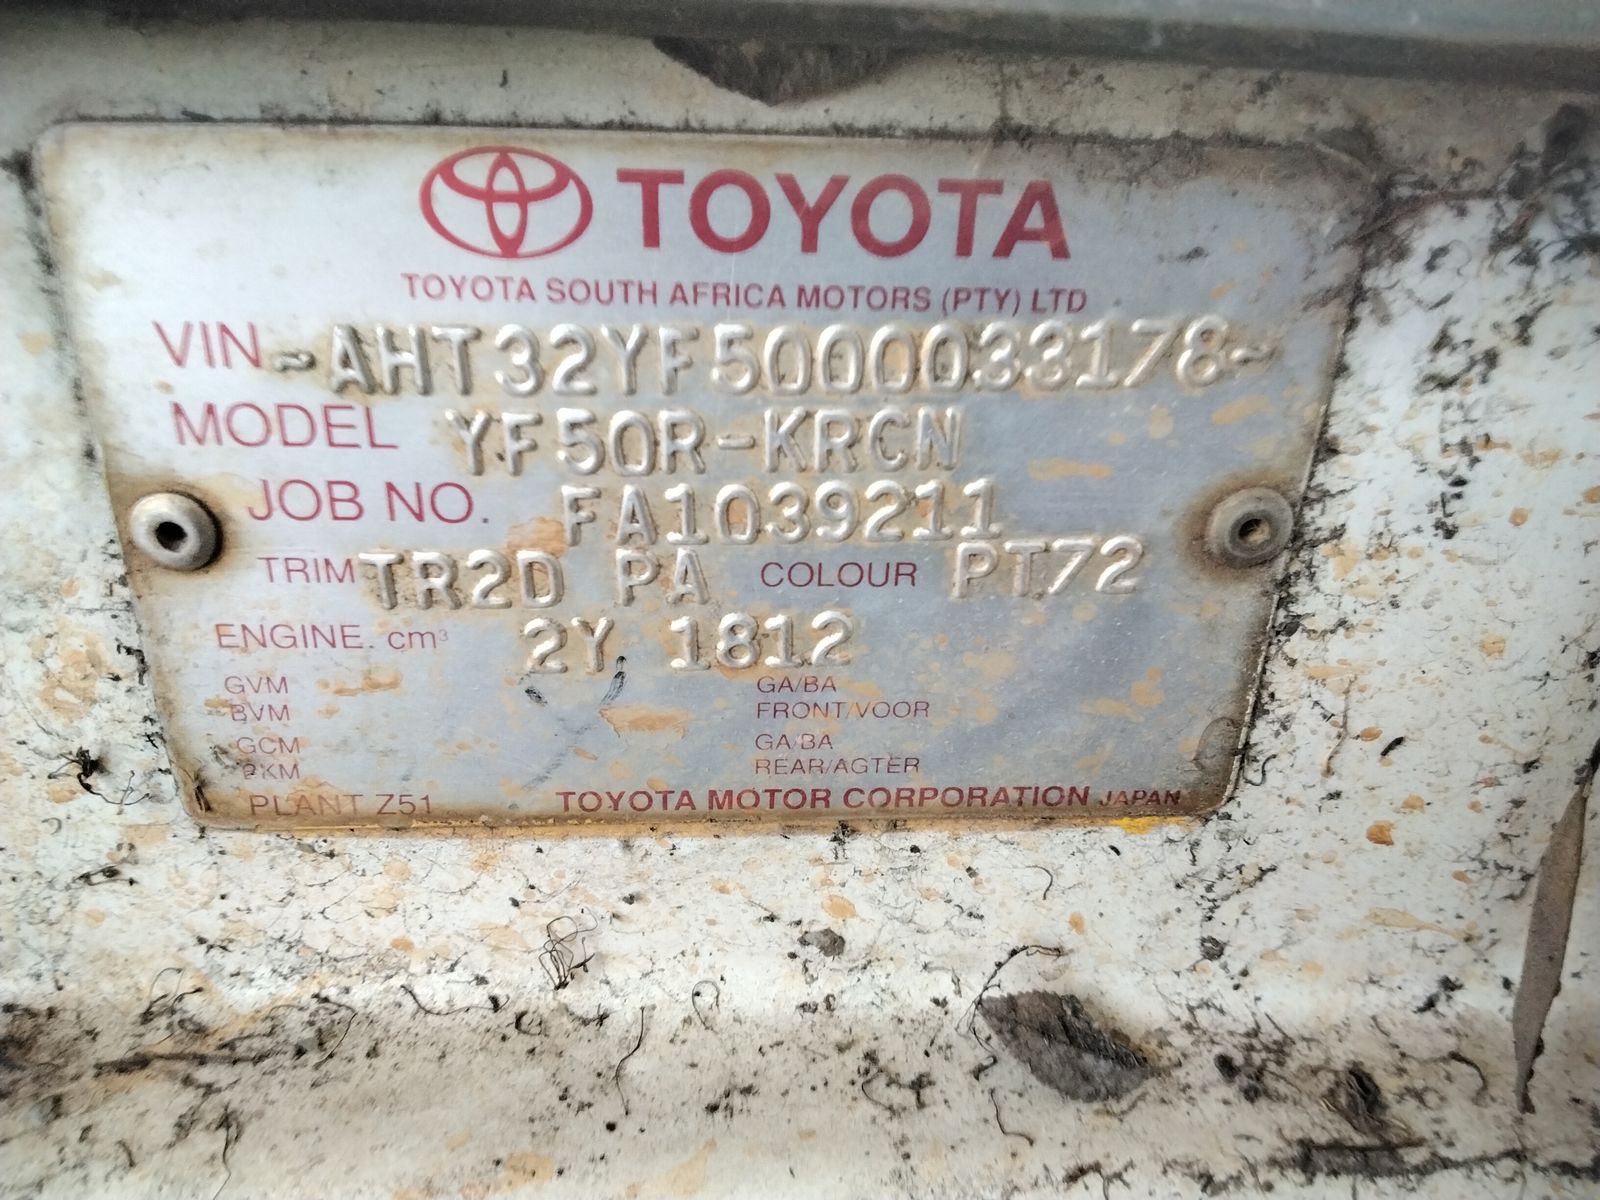 TOYOTA
TOYOTA SOUTH AFRICA MOTORS (PTY) LTD
VIN -AHT32YF5000033178-
MODEL YF50R-KRCN
JOB NO. FA1039211
TRIM TR2D PA COLOUR PT72
ENGINE. cm³ 2Y 1812
GVM GA/BA
BVM FRONT/VOOR
GCM GA/BA
BKM REAR/AGTER
PLANT Z51 TOYOTA MOTOR CORPORATION JAPAN